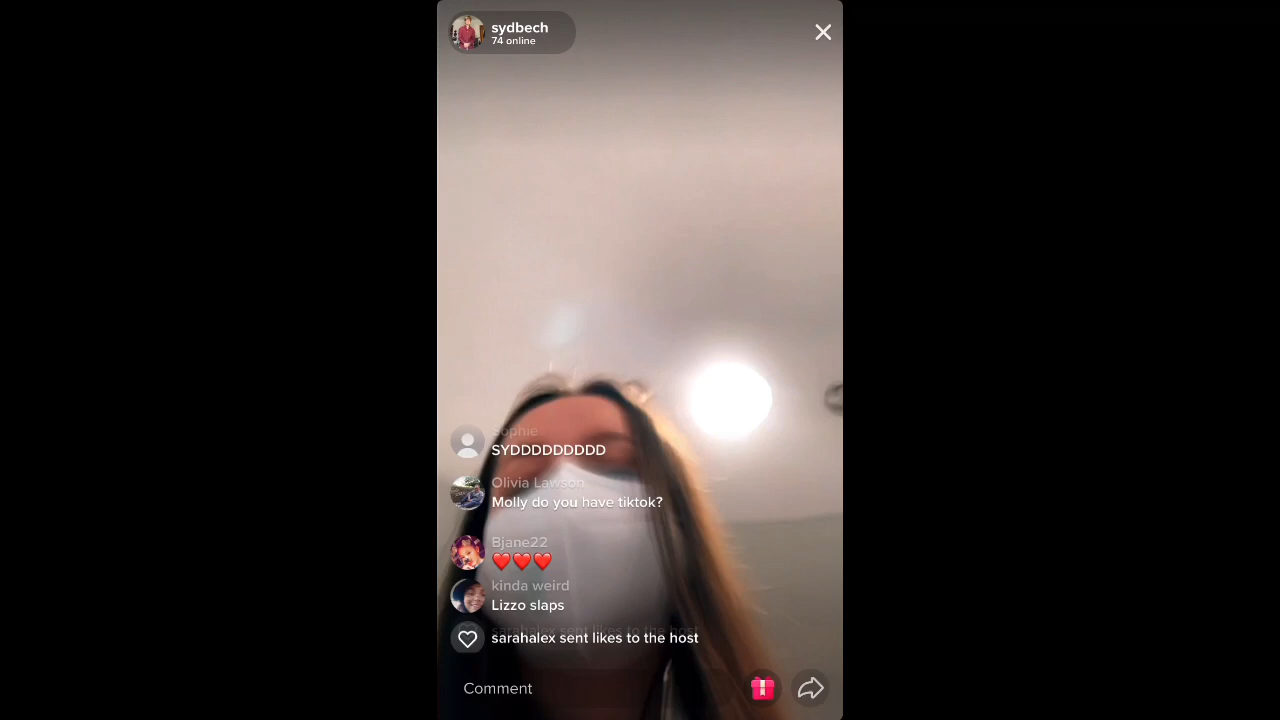 sydbech
74 online
Sophie
SYDDDDDDDDD
Olivia Lawson
Molly do you have tiktok?
Bjane22
❤️❤️❤️
kinda weird
Lizzo slaps
sarahalex sent likes to the host
Comment